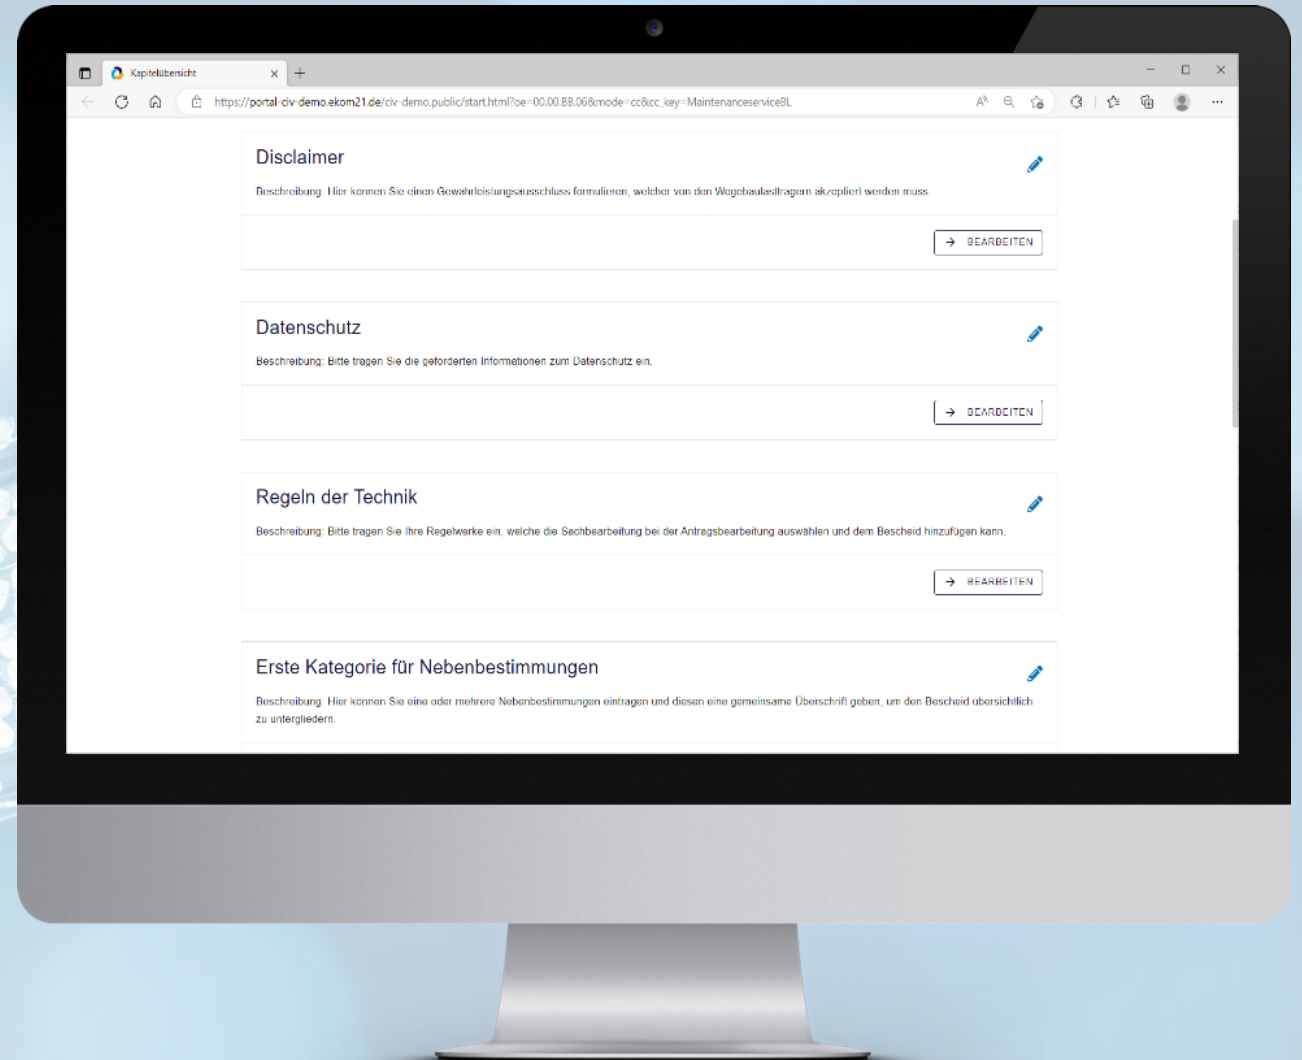 Kapitelübersicht
https://portal-civ-demo.ekom21.de/civ-demo.public/start.html?oe=00.00.BB.06&mode=cc&cc_key=MaintenanceserviceBL
Disclaimer
Beschreibung: Hier können Sie einen Gewährleistungsausschluss formulieren, welcher von den Wegebaulastträgern akzeptiert werden muss.
→ BEARBEITEN
Datenschutz
Beschreibung: Bitte tragen Sie die geforderten Informationen zum Datenschutz ein.
→ BEARBEITEN
Regeln der Technik
Beschreibung: Bitte tragen Sie Ihre Regelwerke ein, welche die Sachbearbeitung bei der Antragsbearbeitung auswählen und dem Bescheid hinzufügen kann.
→ BEARBEITEN
Erste Kategorie für Nebenbestimmungen
Beschreibung: Hier können Sie eine oder mehrere Nebenbestimmungen eintragen und diesen eine gemeinsame Überschrift geben, um den Bescheid übersichtlich
zu untergliedern.